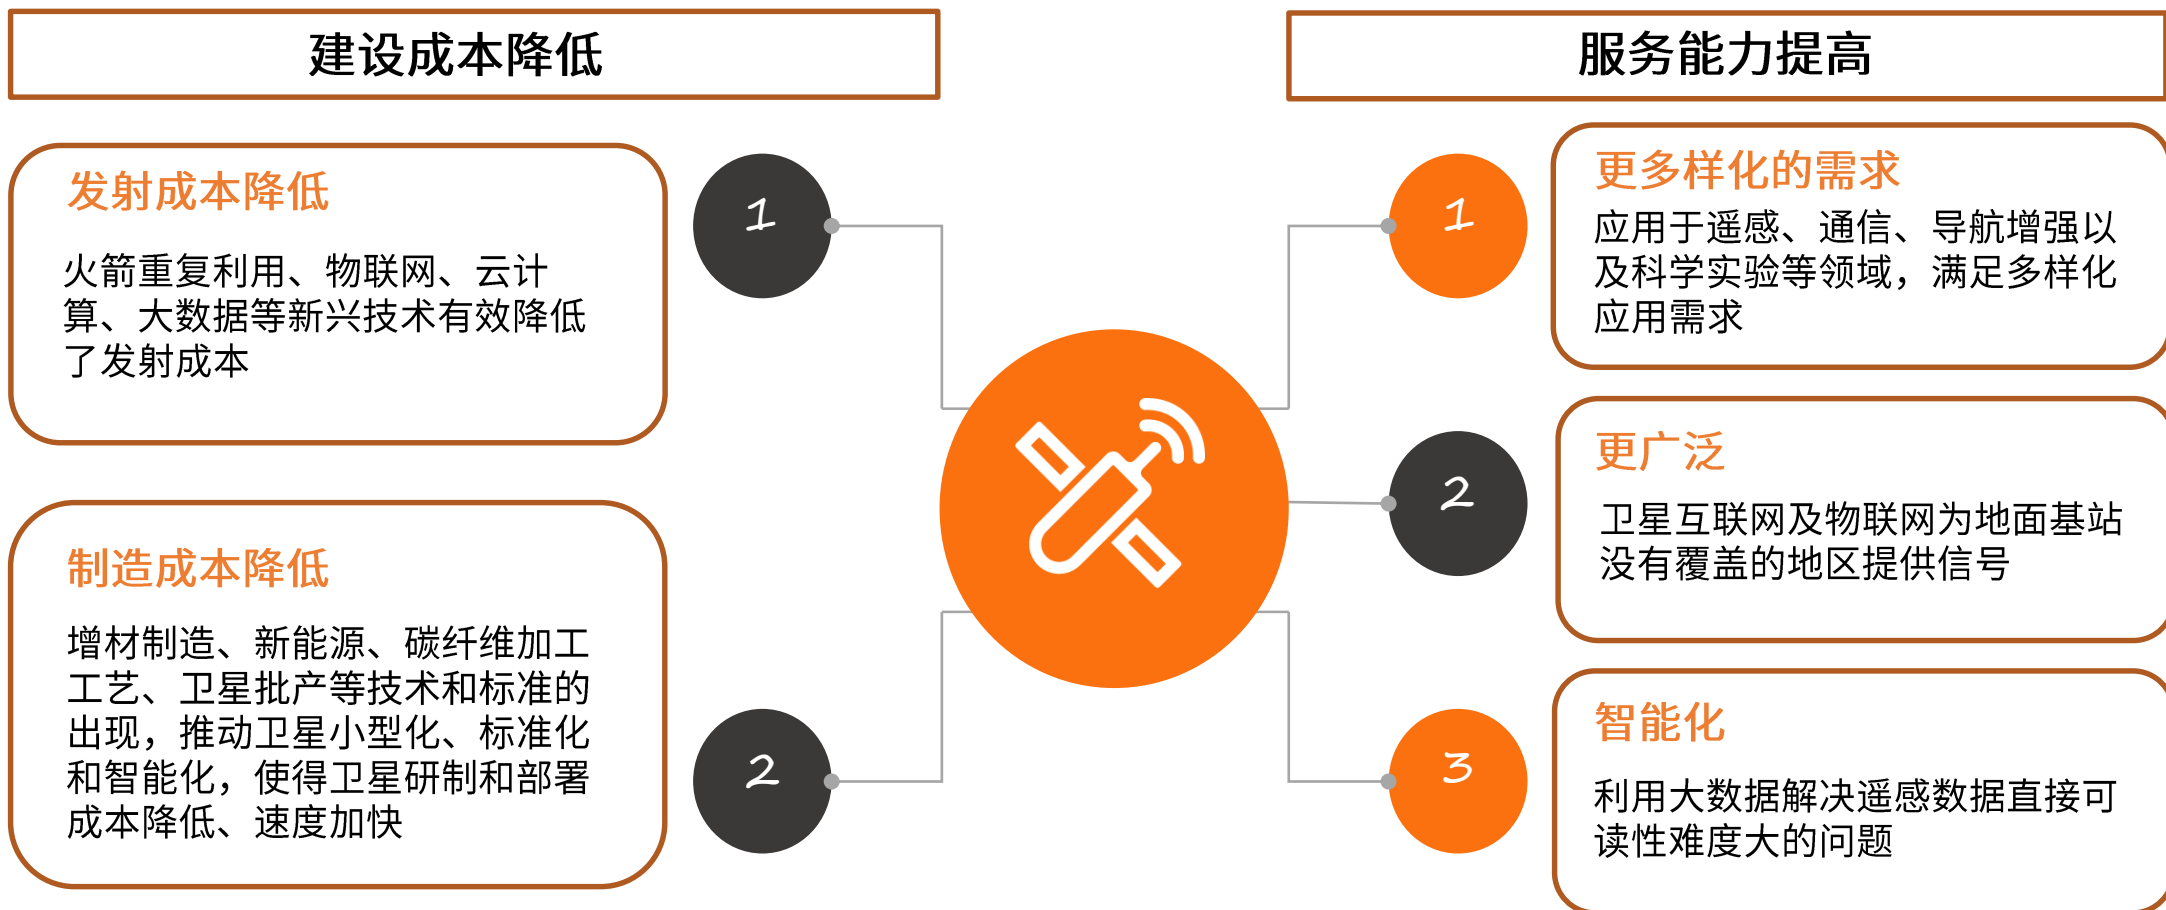 建设成本降低
发射成本降低
火箭重复利用、物联网、云计
算、大数据等新兴技术有效降低
了发射成本
1
制造成本降低
增材制造、新能源、碳纤维加工
工艺、卫星批产等技术和标准的
出现，推动卫星小型化、标准化
和智能化，使得卫星研制和部署
成本降低、速度加快
2
服务能力提高
1
更多样化的需求
应用于遥感、通信、导航增强以
及科学实验等领域，满足多样化
应用需求
2
更广泛
卫星互联网及物联网为地面基站
没有覆盖的地区提供信号
3
智能化
利用大数据解决遥感数据直接可
读性难度大的问题